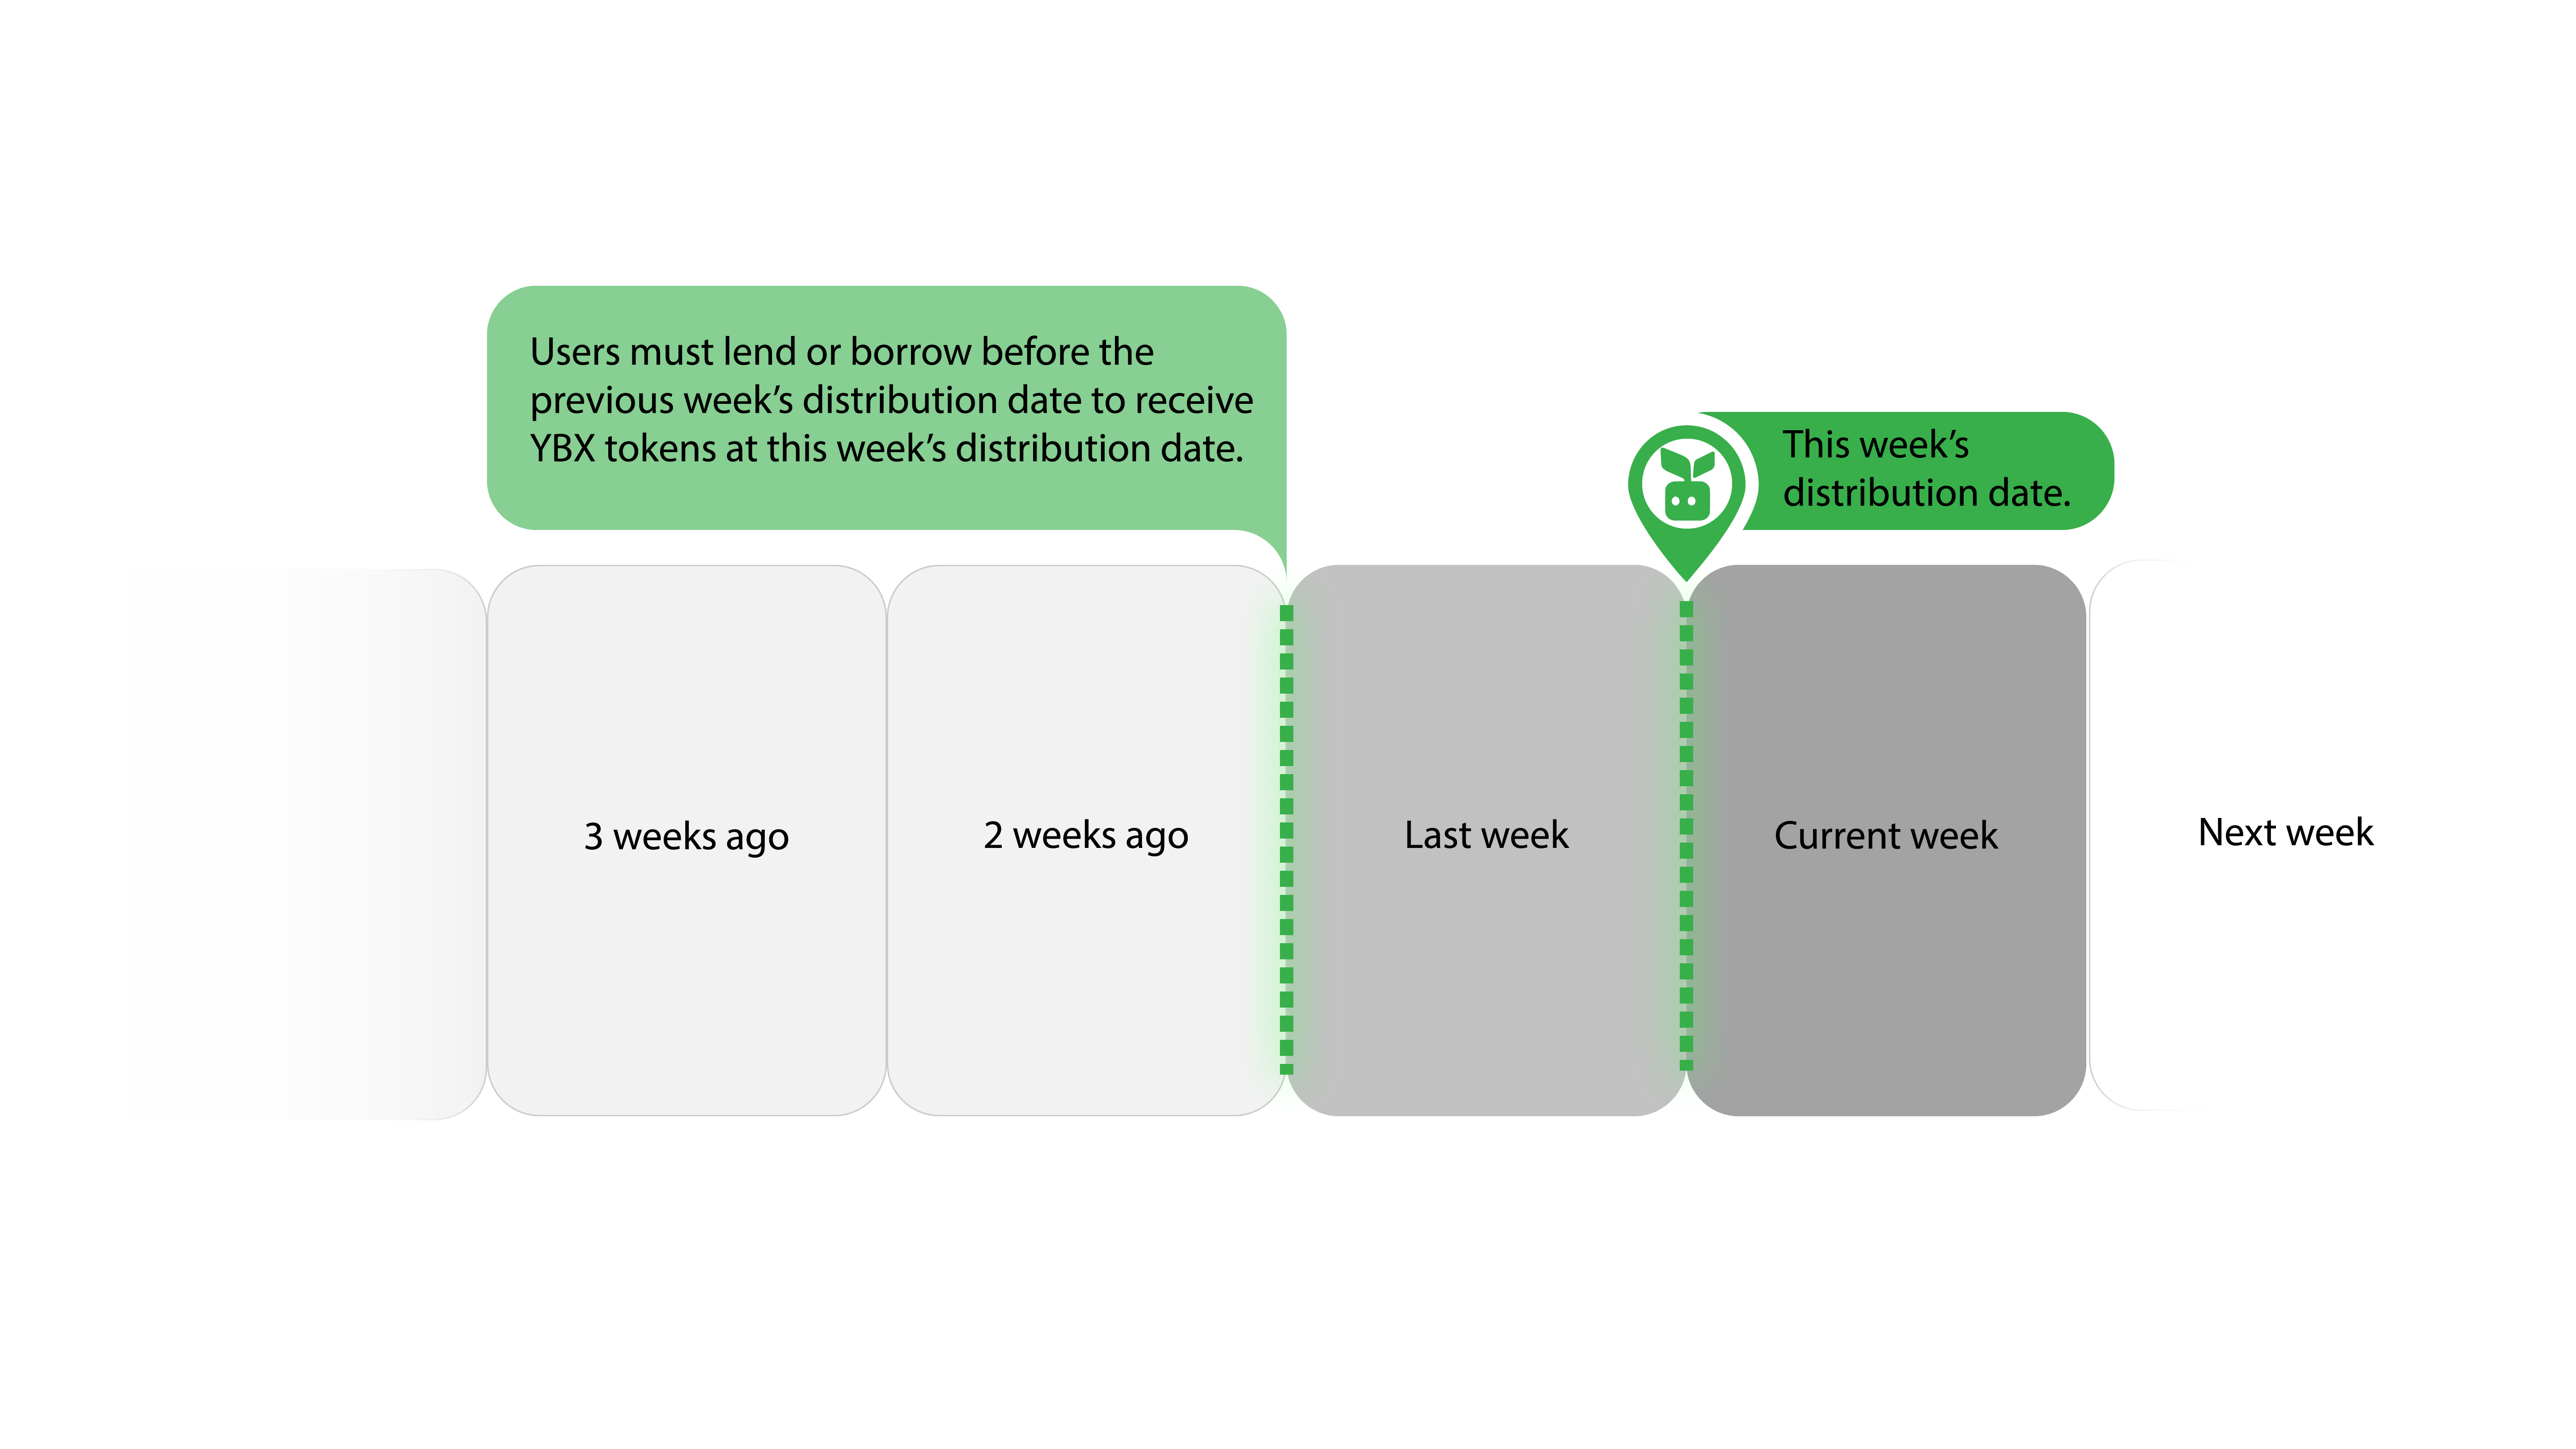 Users must lend or borrow before the
previous week’s distribution date to receive
YBX tokens at this week’s distribution date.
This week’s
distribution date.
3 weeks ago
2 weeks ago
Last week
Current week
Next week